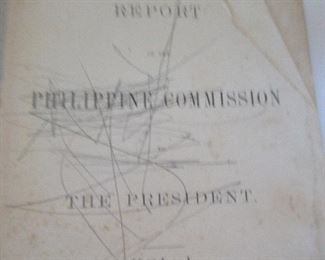 REPORT
PHILIPPINE COMMISSION
THE PRESIDENT.